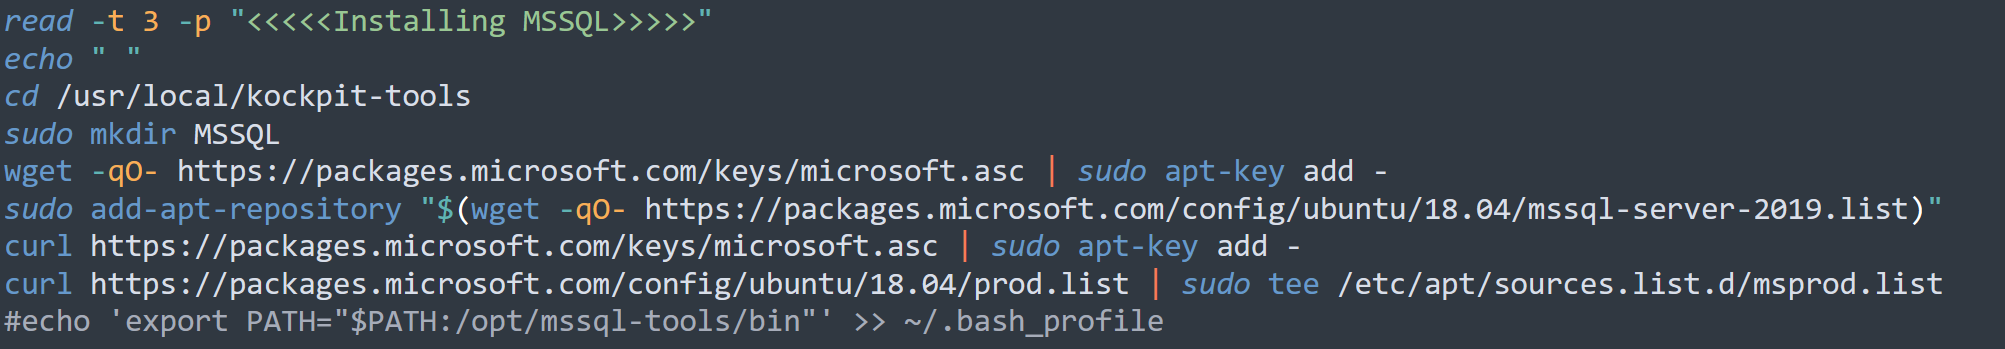 read -t 3 -p "<<<<<Installing MSSQL>>>>>"
echo " "
cd /usr/local/kockpit-tools
sudo mkdir MSSQL
wget -qO- https://packages.microsoft.com/keys/microsoft.asc | sudo apt-key add -
sudo add-apt-repository "$(wget -qO- https://packages.microsoft.com/config/ubuntu/18.04/mssql-server-2019.list)"
curl https://packages.microsoft.com/keys/microsoft.asc | sudo apt-key add -
curl https://packages.microsoft.com/config/ubuntu/18.04/prod.list | sudo tee /etc/apt/sources.list.d/msprod.list
#echo 'export PATH="$PATH:/opt/mssql-tools/bin"' >> ~/.bash_profile